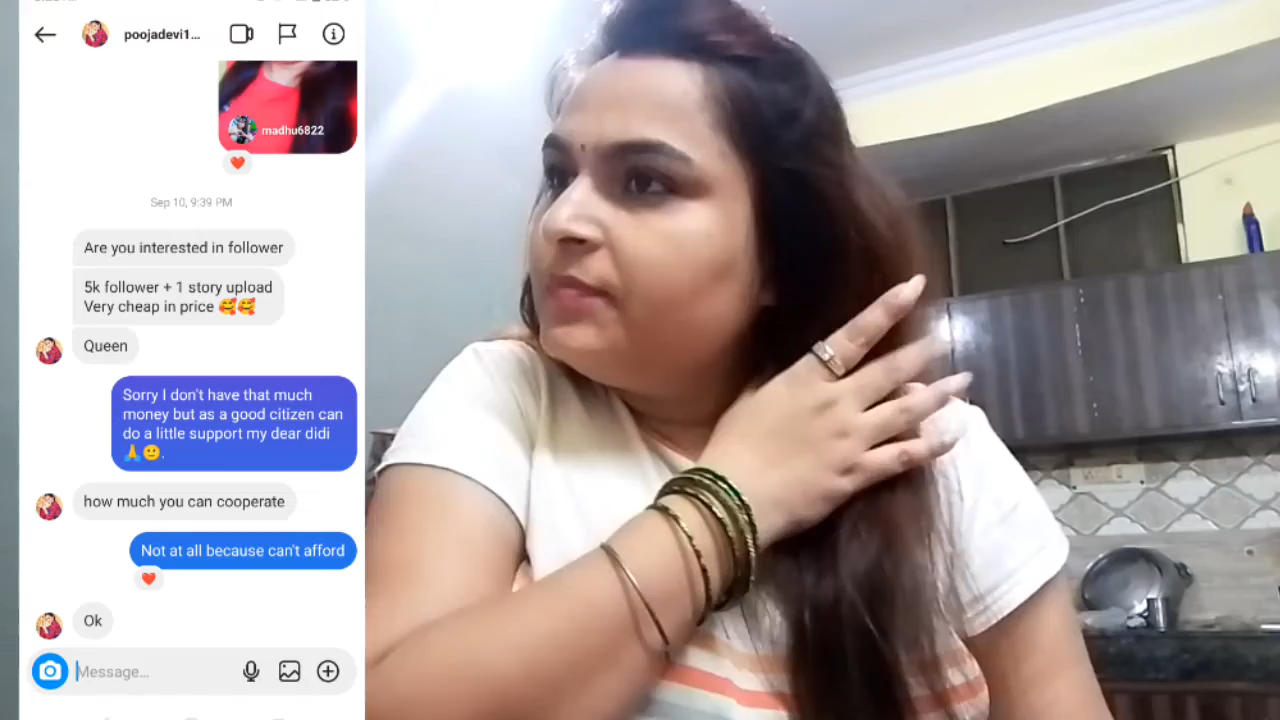 poojadevi1...
madhu6822
Sep 10, 9:39 PM
Are you interested in follower
5k follower + 1 story upload
Very cheap in price 🥰🥰
Queen
Sorry I don't have that much
money but as a good citizen can
do a little support my dear didi
🙏🙂.
how much you can cooperate
Not at all because can't afford
Ok
Message...